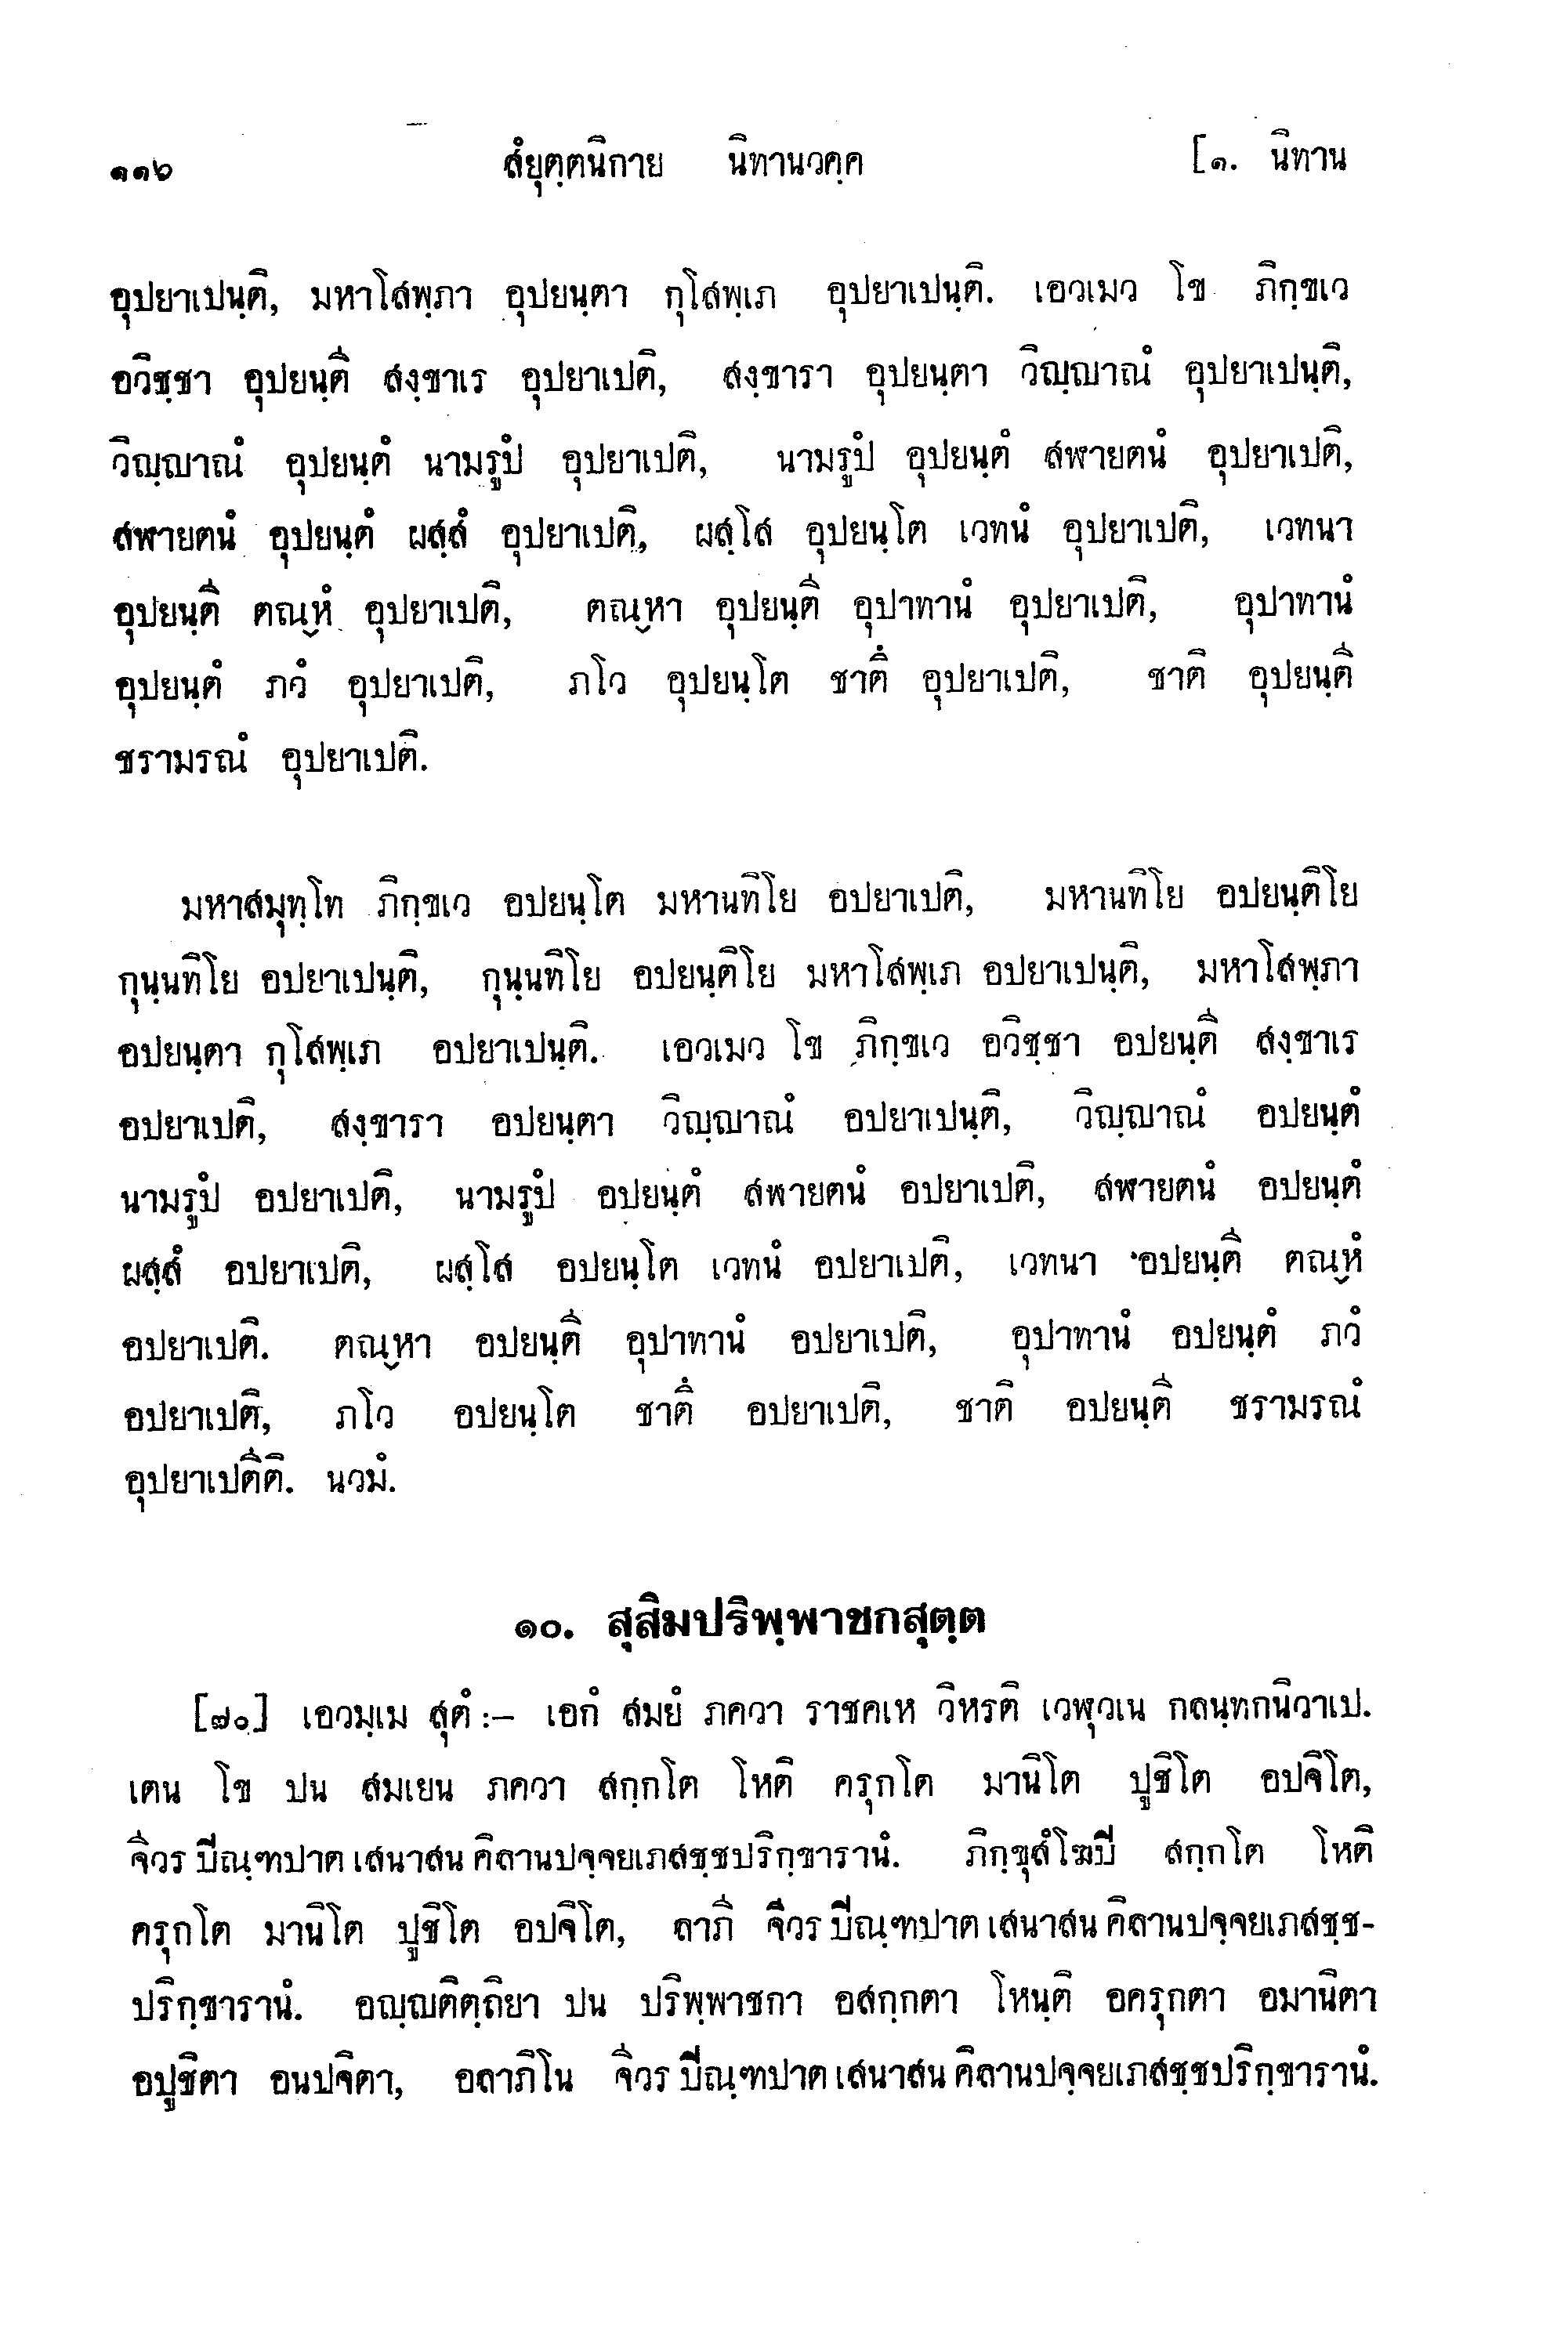 ๑๑๖ สํยุตฺตนิกาย นิทานวคฺค [๑. นิทาน
อุปยาเปนฺติ, มหาโสพฺภา อุปยนฺตา กุโสพฺเภ อุปยาเปนฺติ. เอวเมว โข ภิกฺขเว
อวิชฺชา อุปยนฺตี สงฺขาเร อุปยาเปติ, สงฺขารา อุปยนฺตา วิญฺญาณํ อุปยาเปนฺติ,
วิญฺญาณํ อุปยนฺตํ นามรูปํ อุปยาเปติ, นามรูปํ อุปยนฺตํ สฬายตนํ อุปยาเปติ,
สฬายตนํ อุปยนฺตํ ผสฺสํ อุปยาเปติ, ผสฺโส อุปยนฺโต เวทนํ อุปยาเปติ, เวทนา
อุปยนฺตี ตณฺหํ อุปยาเปติ, ตณฺหา อุปยนฺตี อุปาทานํ อุปยาเปติ, อุปาทานํ
อุปยนฺตํ ภวํ อุปยาเปติ, ภโว อุปยนฺโต ชาตึ อุปยาเปติ, ชาติ อุปยนฺตี
ชรามรณํ อุปยาเปติ.
มหาสมุทฺโท ภิกฺขเว อปยนฺโต มหานทิโย อปยาเปติ, มหานทิโย อปยนฺติโย
กุนฺนทิโย อปยาเปนฺติ, กุนฺนทิโย อปยนฺติโย มหาโสพฺเภ อปยาเปนฺติ, มหาโสพฺภา
อปยนฺตา กุโสพฺเภ อปยาเปนฺติ. เอวเมว โข ภิกฺขเว อวิชฺชา อปยนฺตี สงฺขาเร
อปยาเปติ, สงฺขารา อปยนฺตา วิญฺญาณํ อปยาเปนฺติ, วิญฺญาณํ อปยนฺตํ
นามรูปํ อปยาเปติ, นามรูปํ อปยนฺตํ สฬายตนํ อปยาเปติ, สฬายตนํ อปยนฺตํ
ผสฺสํ อปยาเปติ, ผสฺโส อปยนฺโต เวทนํ อปยาเปติ, เวทนา อปยนฺตี ตณฺหํ
อปยาเปติ. ตณฺหา อปยนฺตี อุปาทานํ อปยาเปติ, อุปาทานํ อปยนฺตํ ภวํ
อปยาเปติ, ภโว อปยนฺโต ชาตึ อปยาเปติ, ชาติ อปยนฺตี ชรามรณํ
อุปยาเปตีติ. นวมํ.
๑๐. สุสิมปริพฺพาชกสุตฺต
[๗๐] เอวมฺเม สุตํ :– เอกํ สมยํ ภควา ราชคเห วิหรติ เวฬุวเน กลนฺทกนิวาเป.
เตน โข ปน สมเยน ภควา สกฺกโต โหติ ครุกโต มานิโต ปูชิโต อปจิโต,
จีวร ปิณฺฑปาต เสนาสน คิลานปจฺจยเภสชฺชปริกฺขารานํ. ภิกฺขุสํโฆปิ สกฺกโต โหติ
ครุกโต มานิโต ปูชิโต อปจิโต, ลาภี จีวร ปิณฺฑปาต เสนาสน คิลานปจฺจยเภสชฺช-
ปริกฺขารานํ. อญฺญติตฺถิยา ปน ปริพฺพาชกา อสกฺกตา โหนฺติ อครุกตา อมานิตา
อปูชิตา อนปจิตา, อลาภิโน จีวร ปิณฺฑปาต เสนาสน คิลานปจฺจยเภสชฺชปริกฺขารานํ.